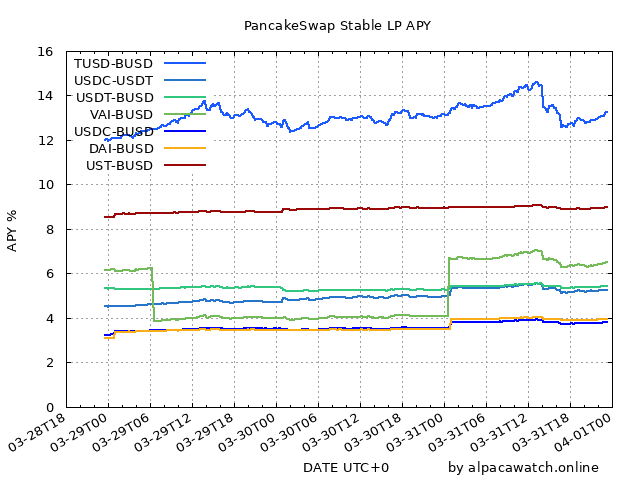 PancakeSwap Stable LP APY
16
14
12
10
8
6
4
2
0
APY %
TUSD-BUSD
USDC-USDT
USDT-BUSD
VAI-BUSD
USDC-BUSD
DAI-BUSD
UST-BUSD
03-28T18
03-29T00
03-29T06
03-29T12
03-29T18
03-30T00
03-30T06
03-30T12
03-30T18
03-31T00
03-31T06
03-31T12
03-31T18
04-01T00
DATE UTC+0
by alpacawatch.online